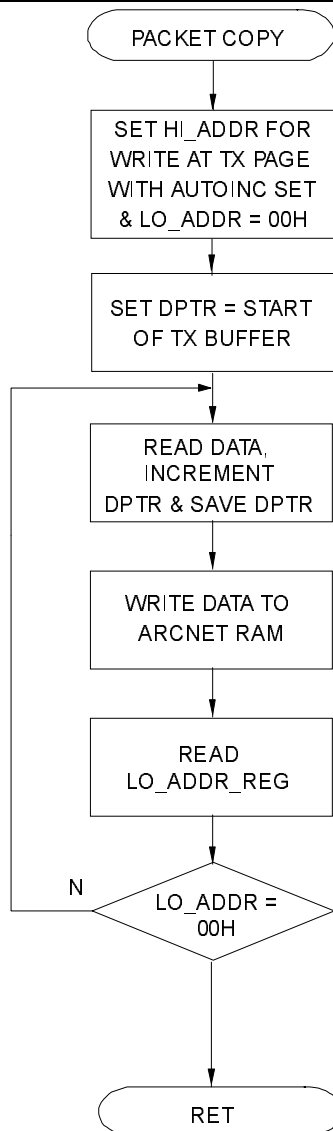 PACKET COPY
SET HI_ADDR FOR
WRITE AT TX PAGE
WITH AUTOINC SET
& LO_ADDR = 00H
SET DPTR = START
OF TX BUFFER
READ DATA,
INCREMENT
DPTR & SAVE DPTR
WRITE DATA TO
ARCNET RAM
READ
LO_ADDR_REG
N
LO_ADDR =
00H
RET